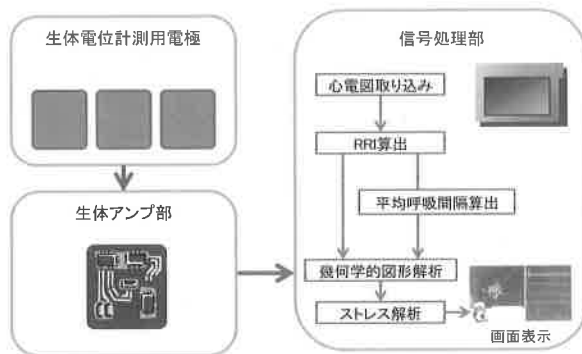 生体電位計測用電極
生体アンプ部
信号処理部
心電図取り込み
RRI算出
平均呼吸間隔算出
幾何学的図形解析
ストレス解析
画面表示